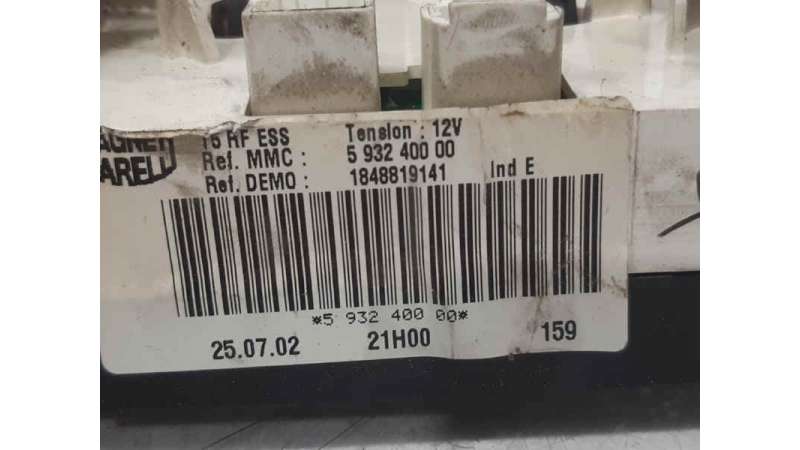 T5 RF ESS Tension : 12V
Ref. MMC : 5 932 400 00
Ref. DEMO : 1848819141 Ind E
*5 932 400 00*
25.07.02 21H00 159